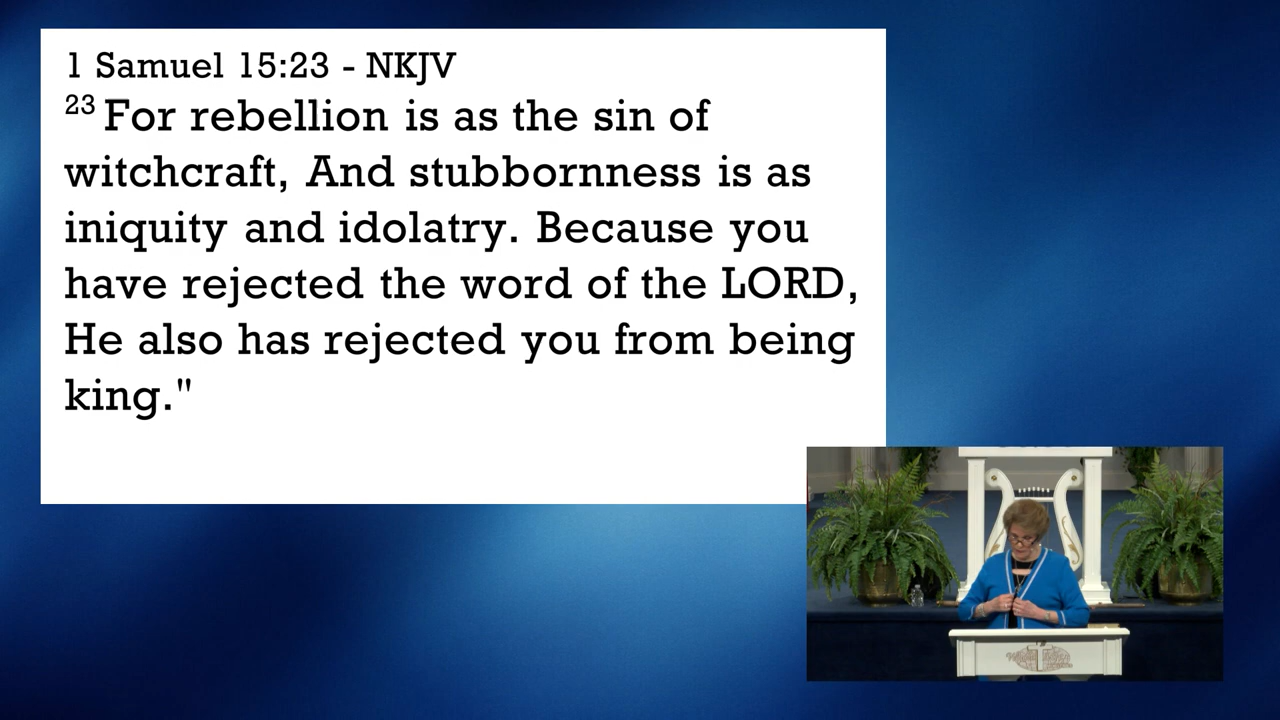 1 Samuel 15:23 - NKJV
23 For rebellion is as the sin of
witchcraft, And stubbornness is as
iniquity and idolatry. Because you
have rejected the word of the LORD,
He also has rejected you from being
king."